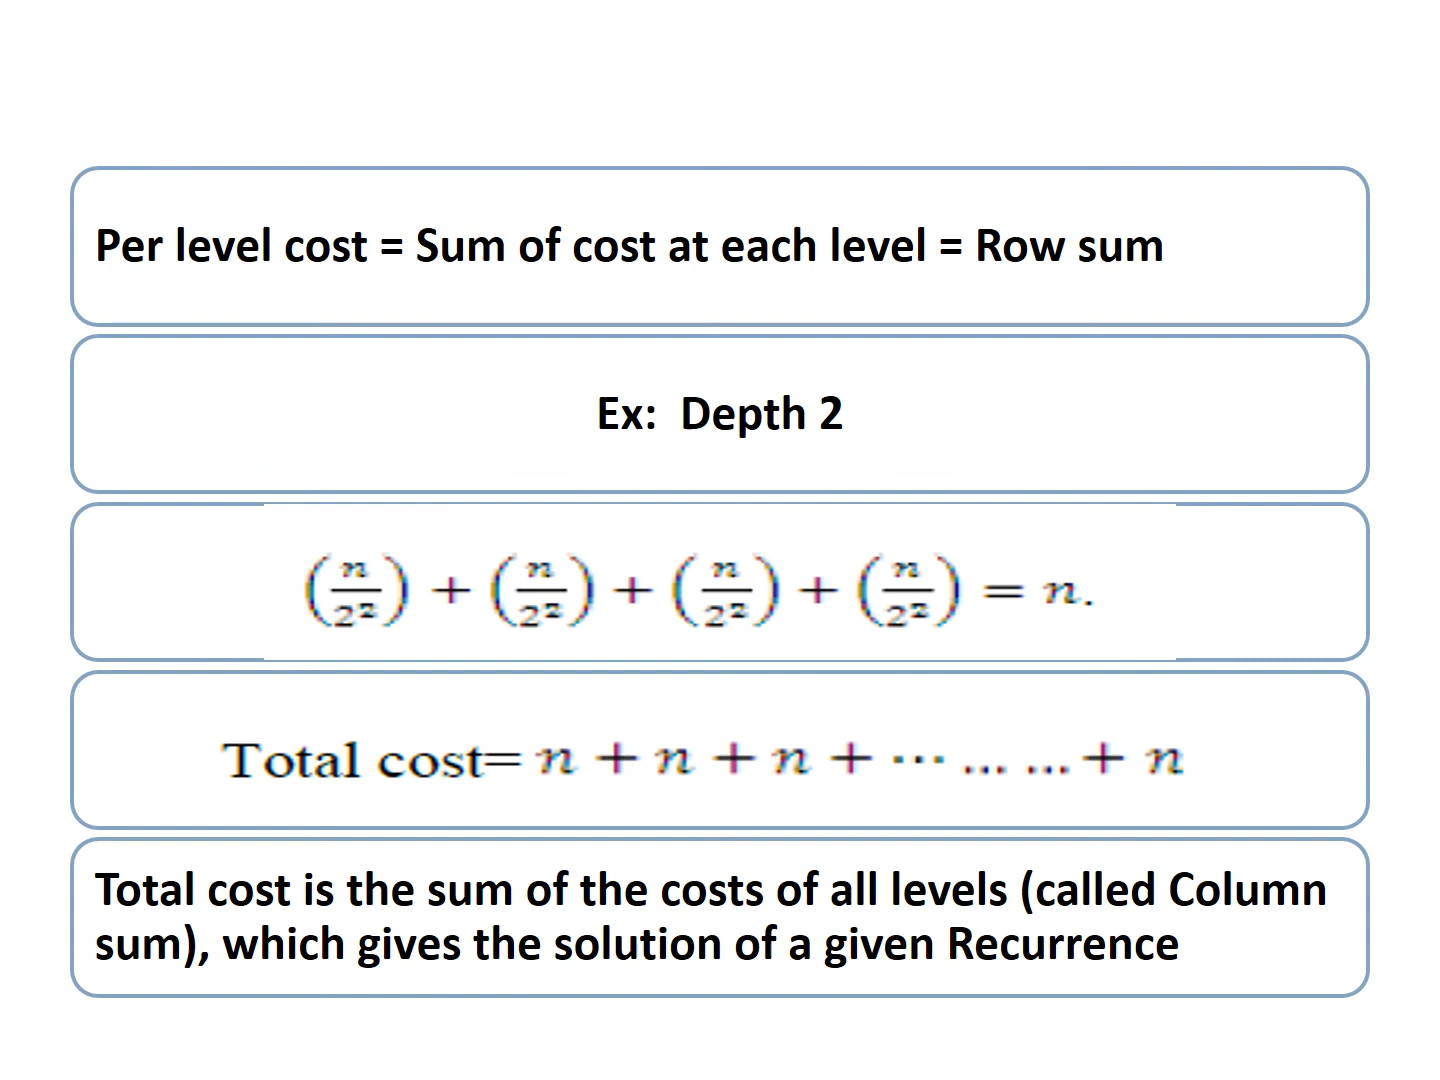 Per level cost = Sum of cost at each level = Row sum
Ex:  Depth 2
(n/2²) + (n/2²) + (n/2²) + (n/2²) = n.
Total cost= n + n + n + ⋯ … … + n
Total cost is the sum of the costs of all levels (called Column
sum), which gives the solution of a given Recurrence